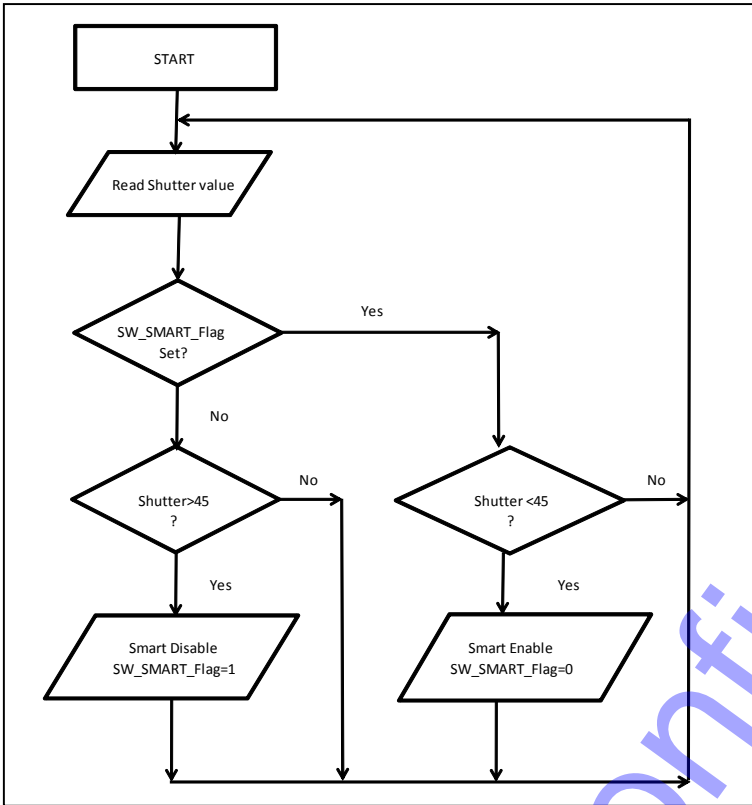 START
Read Shutter value
SW_SMART_Flag
Set?
Yes
No
Shutter>45
?
No
Shutter <45
?
No
Yes
Yes
Smart Disable
SW_SMART_Flag=1
Smart Enable
SW_SMART_Flag=0